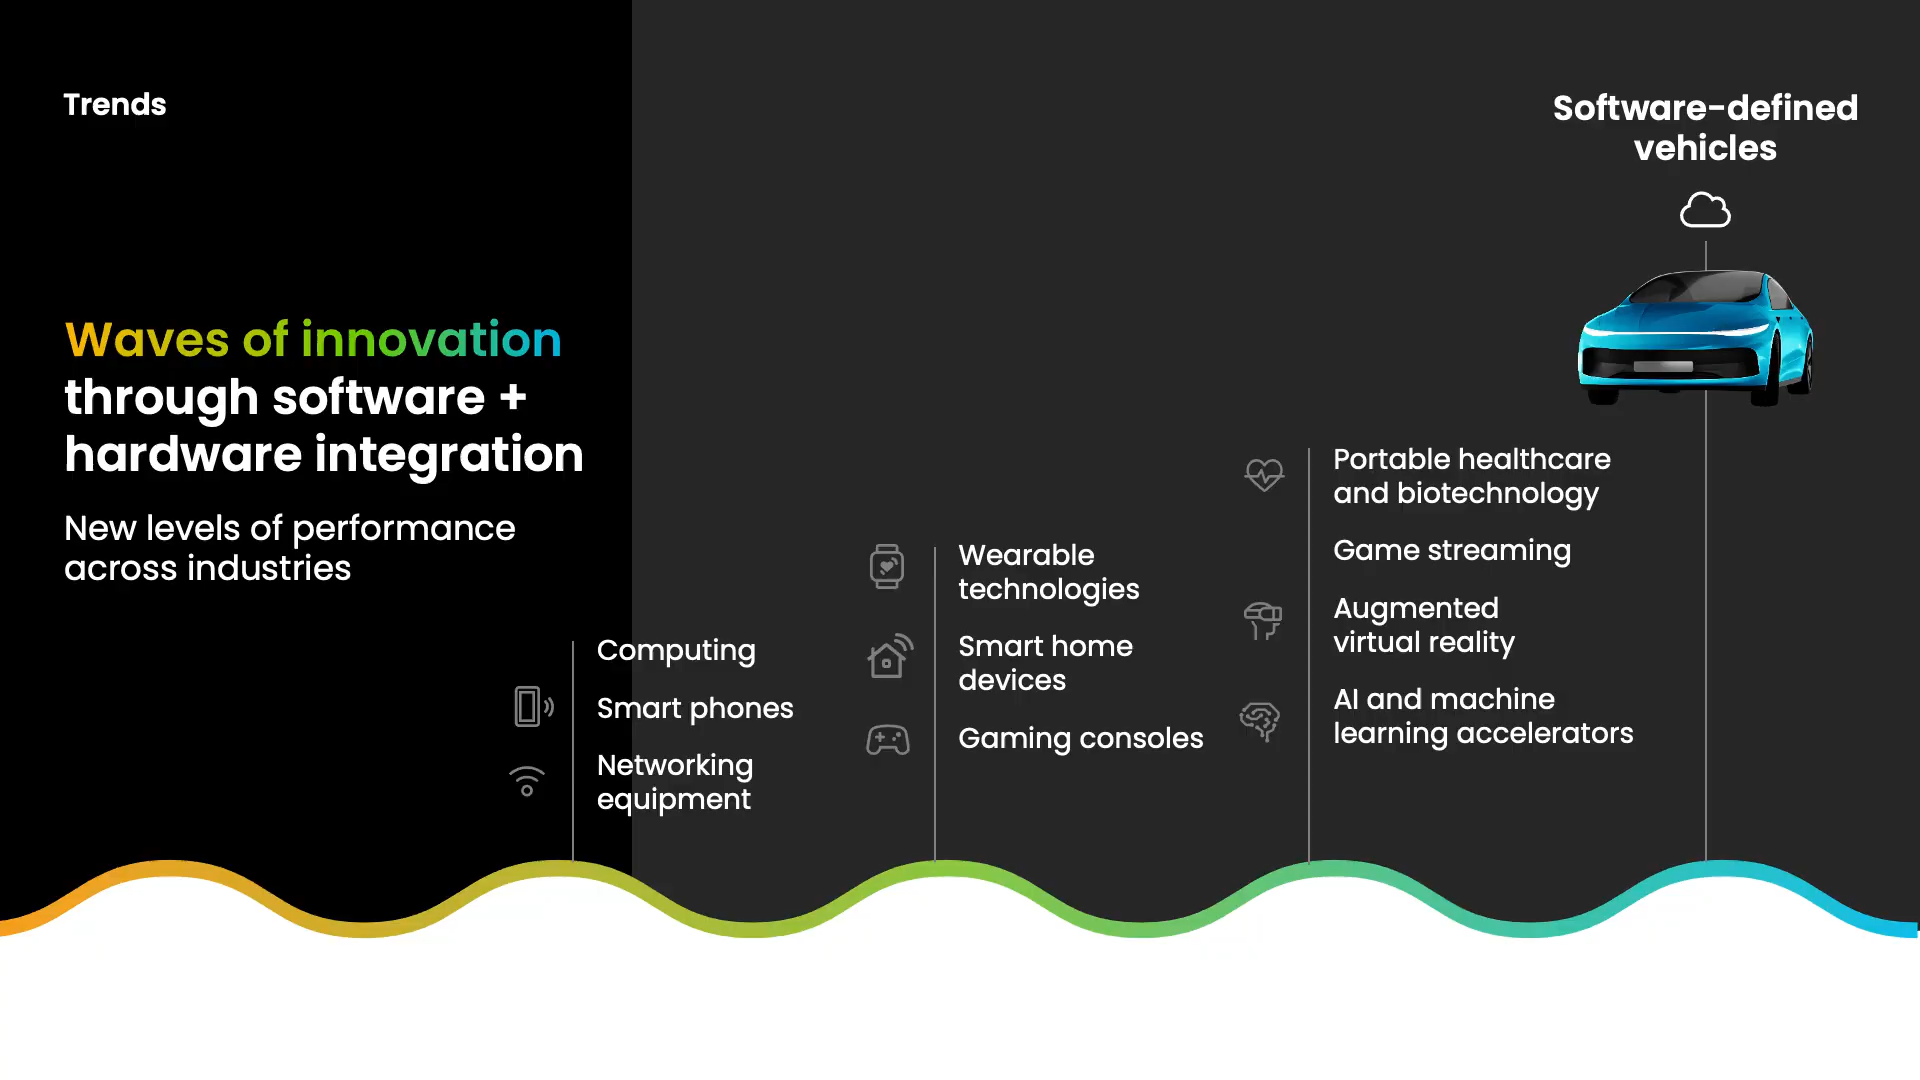 Trends
Waves of innovation
through software +
hardware integration
New levels of performance
across industries
Computing
Smart phones
Networking
equipment
Wearable
technologies
Smart home
devices
Gaming consoles
Portable healthcare
and biotechnology
Game streaming
Augmented
virtual reality
AI and machine
learning accelerators
Software-defined
vehicles